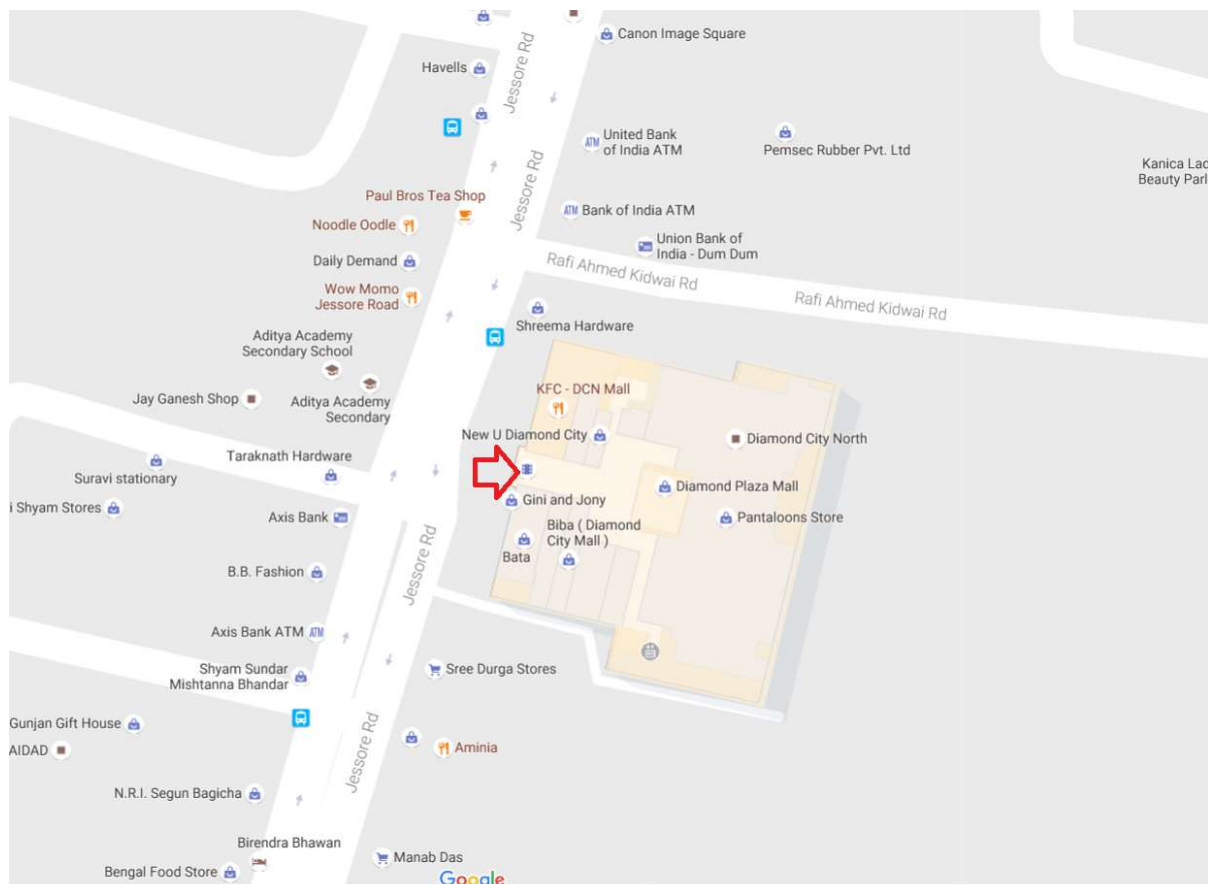 Canon Image Square
Havells
Jessore Rd
United Bank
of India ATM
ATM
Pemsec Rubber Pvt. Ltd
Kanica Lad
Beauty Parl
Jessore Rd
Paul Bros Tea Shop
ATM Bank of India ATM
Noodle Oodle
Union Bank of
India - Dum Dum
Daily Demand
Rafi Ahmed Kidwai Rd
Rafi Ahmed Kidwai Rd
Wow Momo
Jessore Road
Shreema Hardware
Aditya Academy
Secondary School
KFC - DCN Mall
Jay Ganesh Shop
Aditya Academy
Secondary
New U Diamond City
Diamond City North
Taraknath Hardware
Suravi stationary
Diamond Plaza Mall
Gini and Jony
i Shyam Stores
Axis Bank
Pantaloons Store
Biba ( Diamond
City Mall )
Bata
Jessore Rd
B.B. Fashion
Axis Bank ATM ATM
Shyam Sundar
Mishtanna Bhandar
Sree Durga Stores
Gunjan Gift House
Jessore Rd
AIDAD
Aminia
N.R.I. Segun Bagicha
Birendra Bhawan
Manab Das
Bengal Food Store
Google